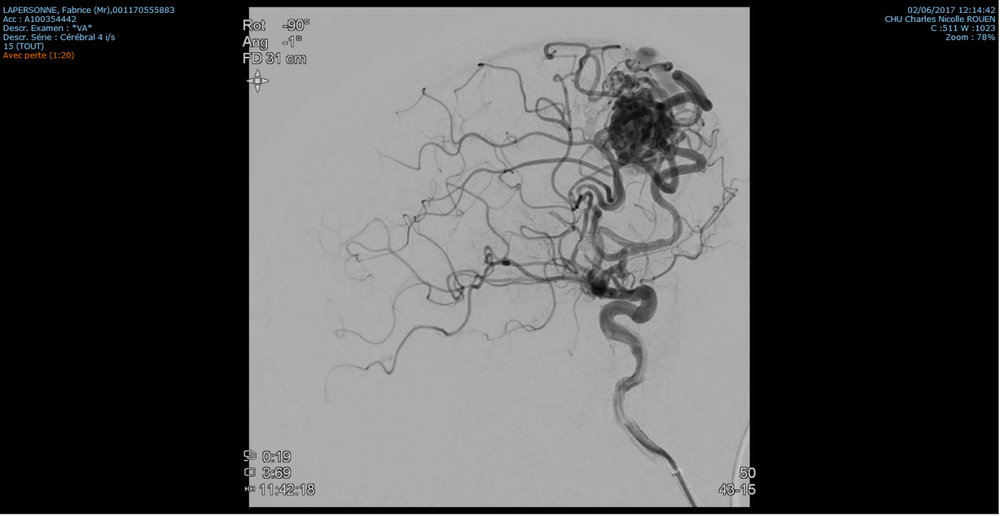 LAPERSONNE, Fabrice (Mr),001170555883
Acc : A100354442
Descr. Examen : *VA*
Descr. Série : Cérébral 4 i/s
15 (TOUT)
Avec perte (1:20)
02/06/2017 12:14:42
CHU Charles Nicolle ROUEN
C :511 W :1023
Zoom : 78%
Rot -90°
Ang -1°
FD 31 cm
0:19
3:69
11:42:18
50
43-15